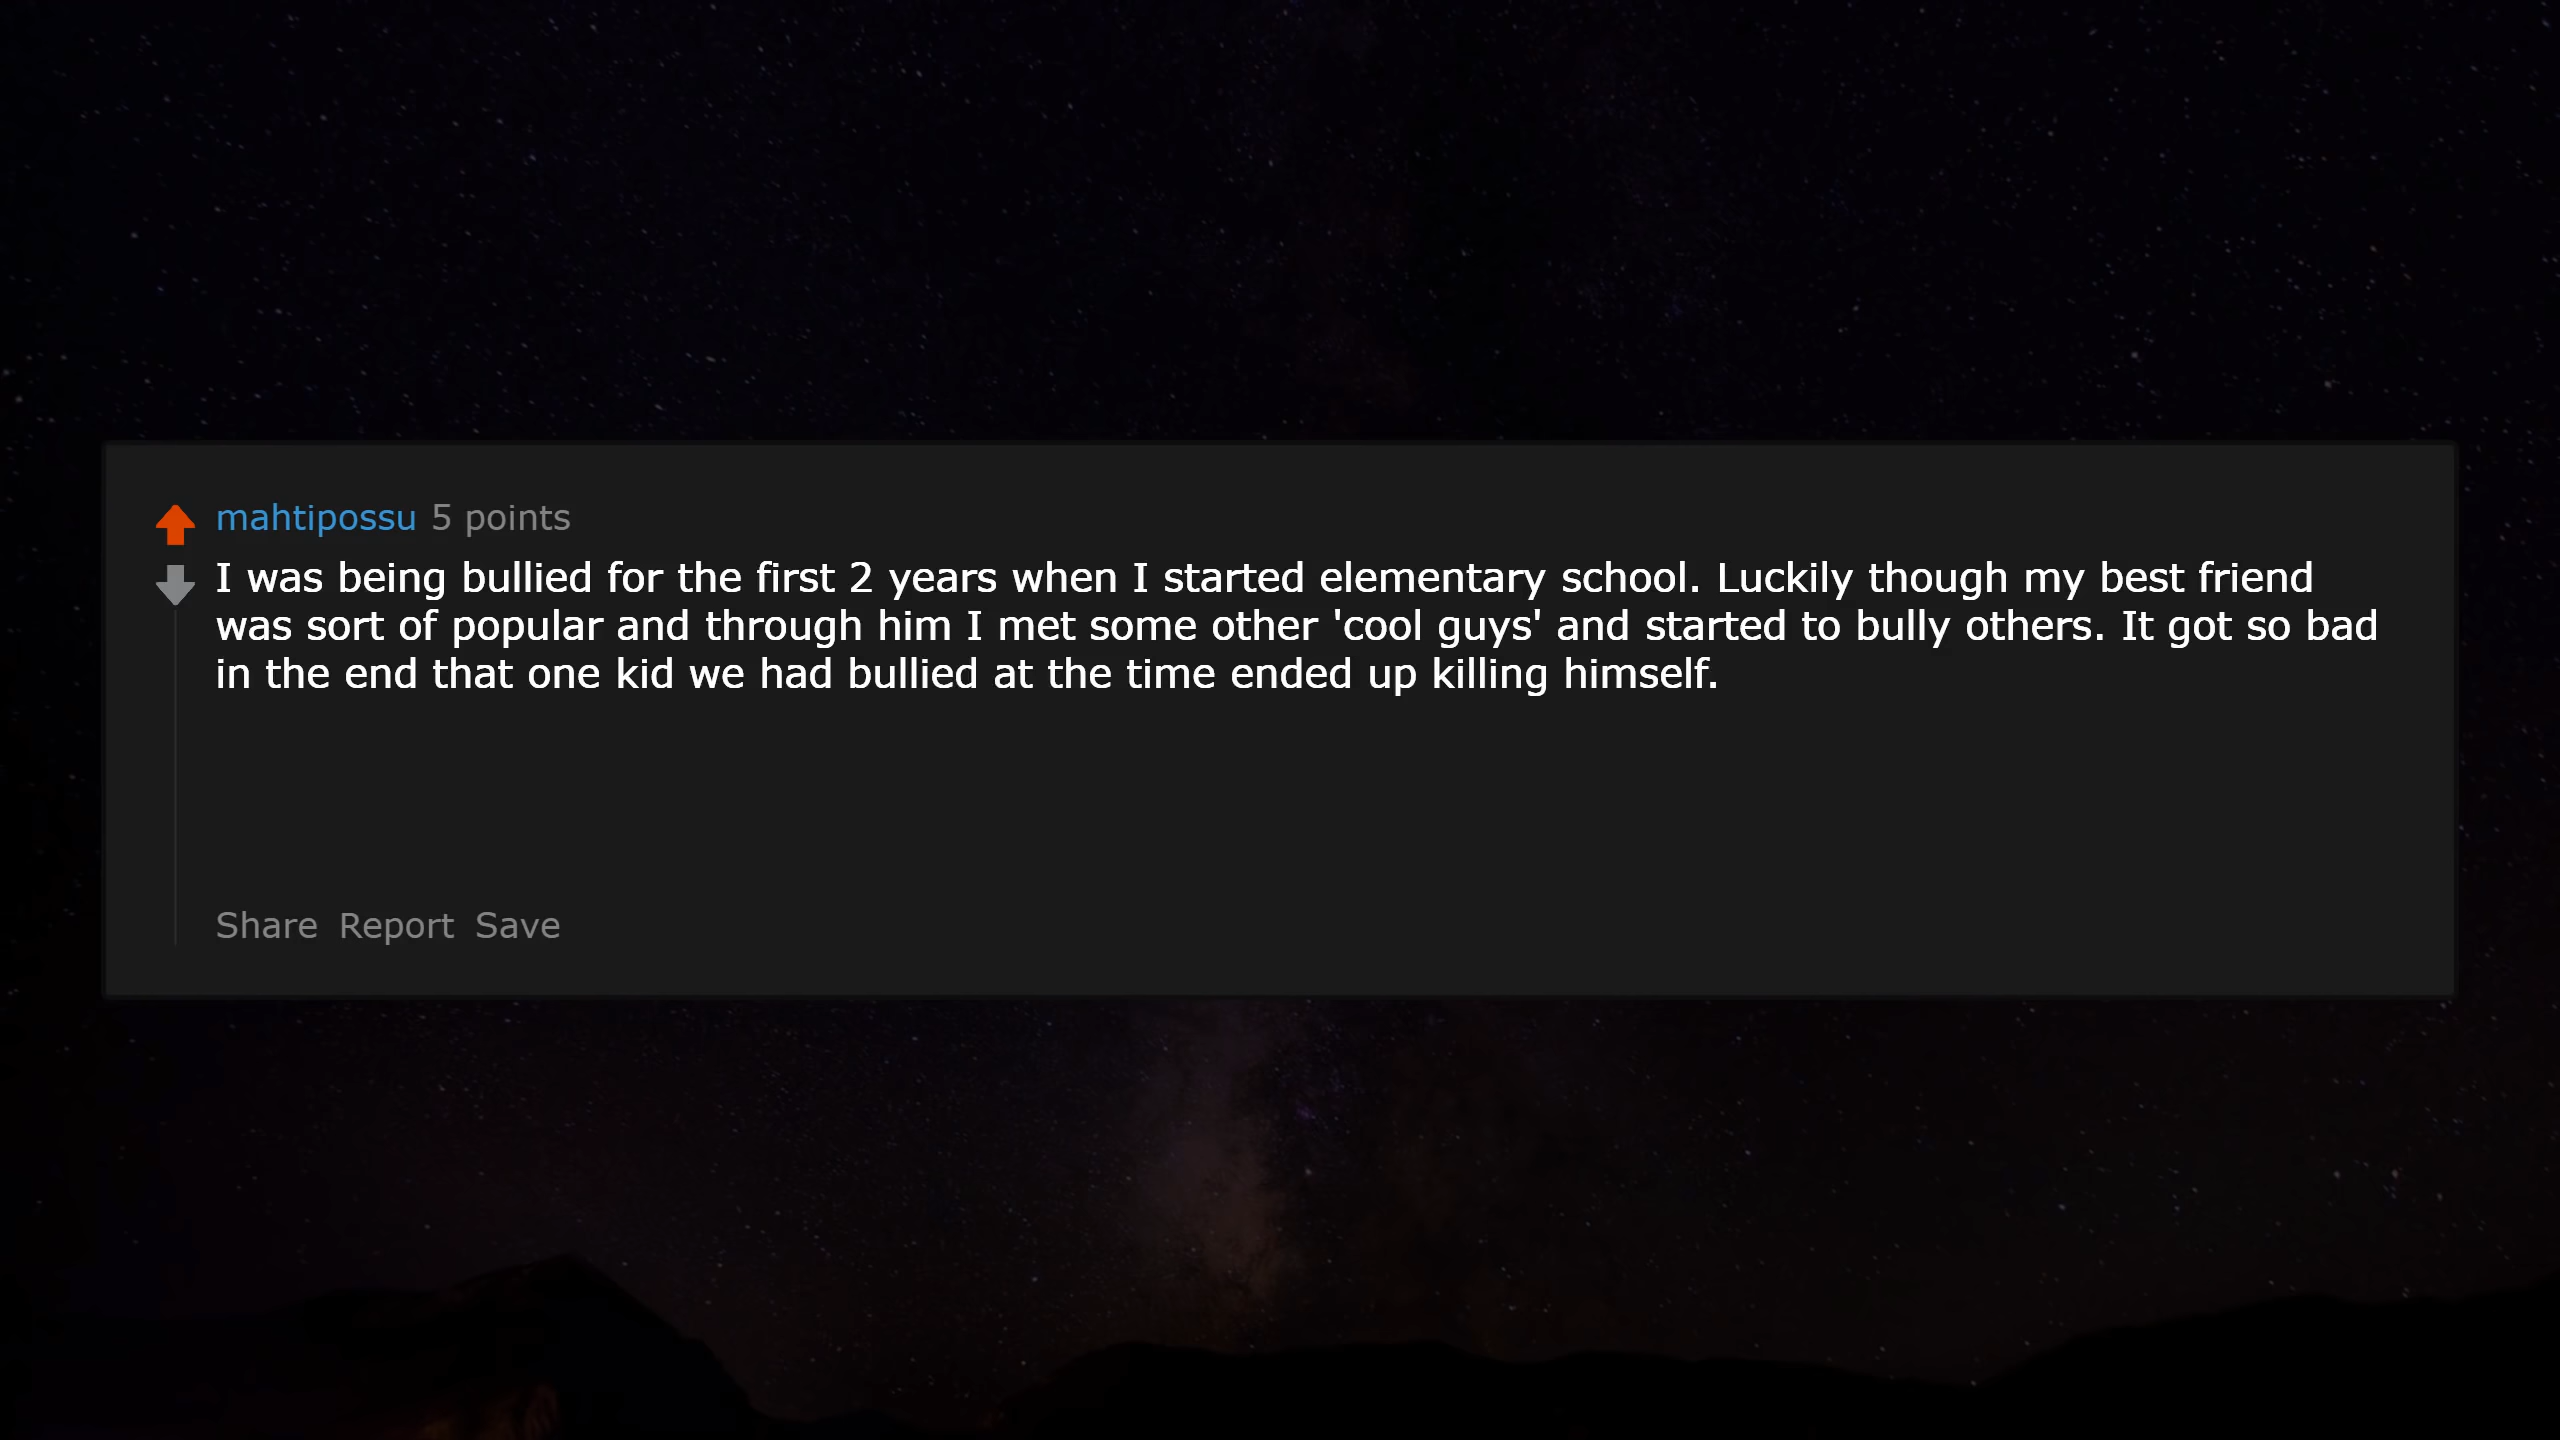 mahtipossu 5 points
I was being bullied for the first 2 years when I started elementary school. Luckily though my best friend
was sort of popular and through him I met some other 'cool guys' and started to bully others. It got so bad
in the end that one kid we had bullied at the time ended up killing himself.
Share Report Save